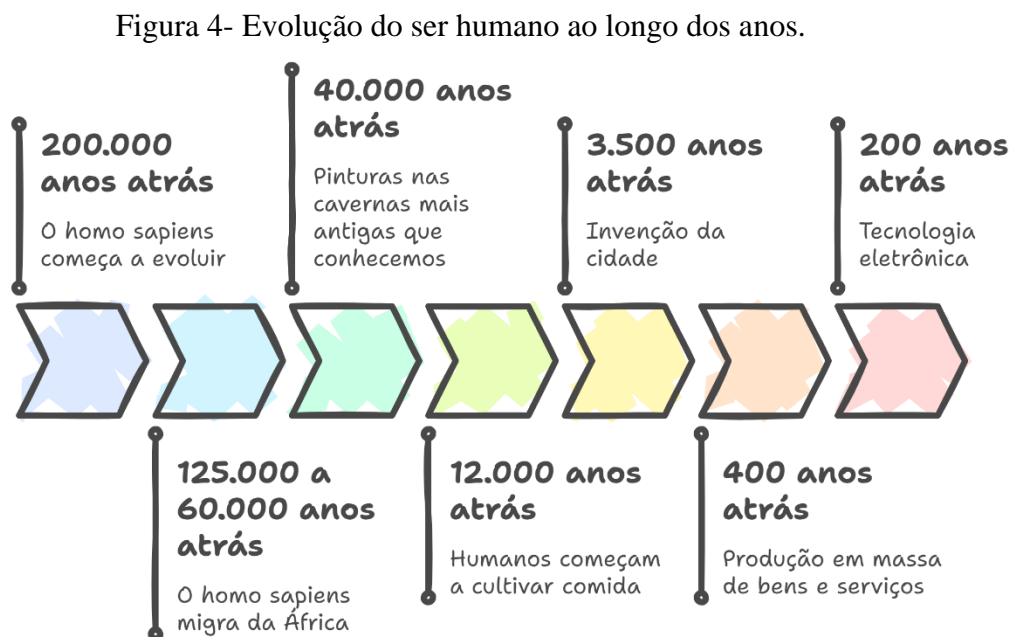 Figura 4- Evolução do ser humano ao longo dos anos.
200.000
anos atrás
O homo sapiens
começa a evoluir
125.000 a
60.000 anos
atrás
O homo sapiens
migra da África
40.000 anos
atrás
Pinturas nas
cavernas mais
antigas que
conhecemos
12.000 anos
atrás
Humanos começam
a cultivar comida
3.500 anos
atrás
Invenção da
cidade
400 anos
atrás
Produção em massa
de bens e serviços
200 anos
atrás
Tecnologia
eletrônica